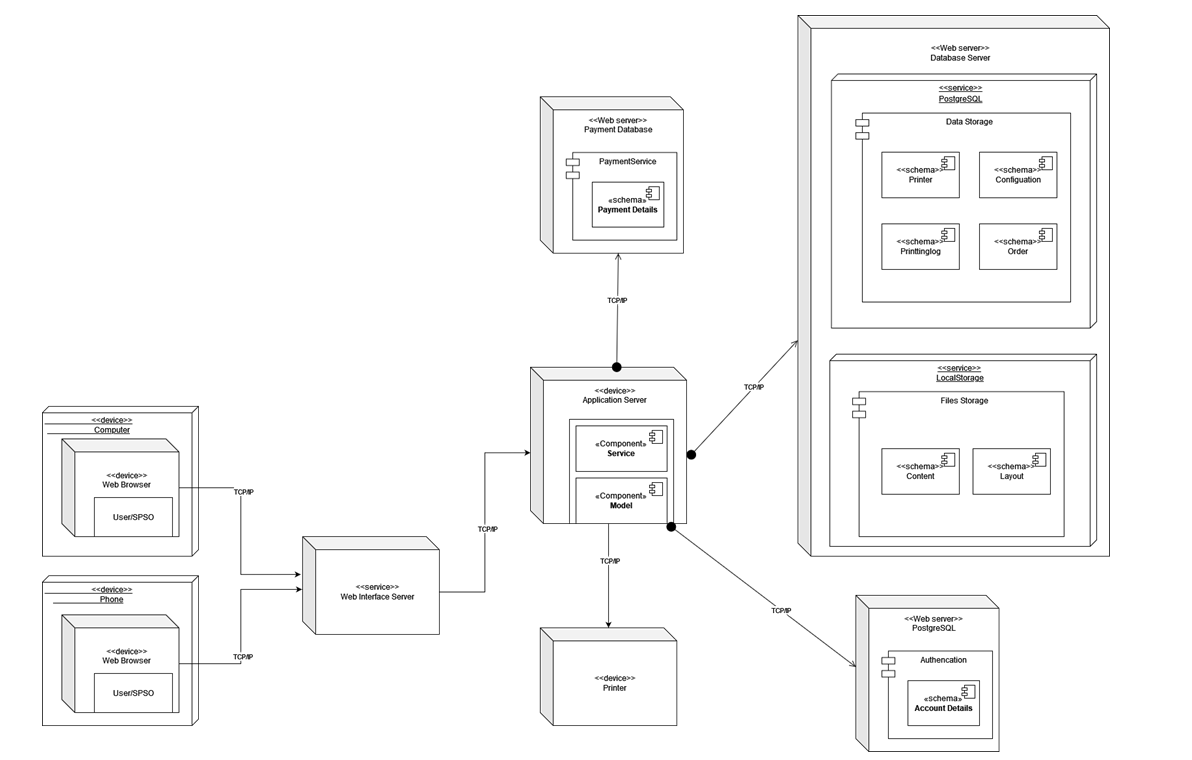 <<Web server>>
Database Server
<<service>>
PostgreSQL
Data Storage
<<schema>>
Printer
<<schema>>
Configuation
<<schema>>
Printtinglog
<<schema>>
Order
<<service>>
LocalStorage
Files Storage
<<schema>>
Content
<<schema>>
Layout
<<Web server>>
Payment Database
PaymentService
«schema»
Payment Details
TCP/IP
TCP/IP
<<device>>
Application Server
«Component»
Service
«Component»
Model
<<device>>
Computer
<<device>>
Web Browser
User/SPSO
TCP/IP
TCP/IP
TCP/IP
<<device>>
Phone
<<device>>
Web Browser
User/SPSO
TCP/IP
<<service>>
Web Interface Server
TCP/IP
<<device>>
Printer
<<Web server>>
PostgreSQL
Authencation
«schema»
Account Details